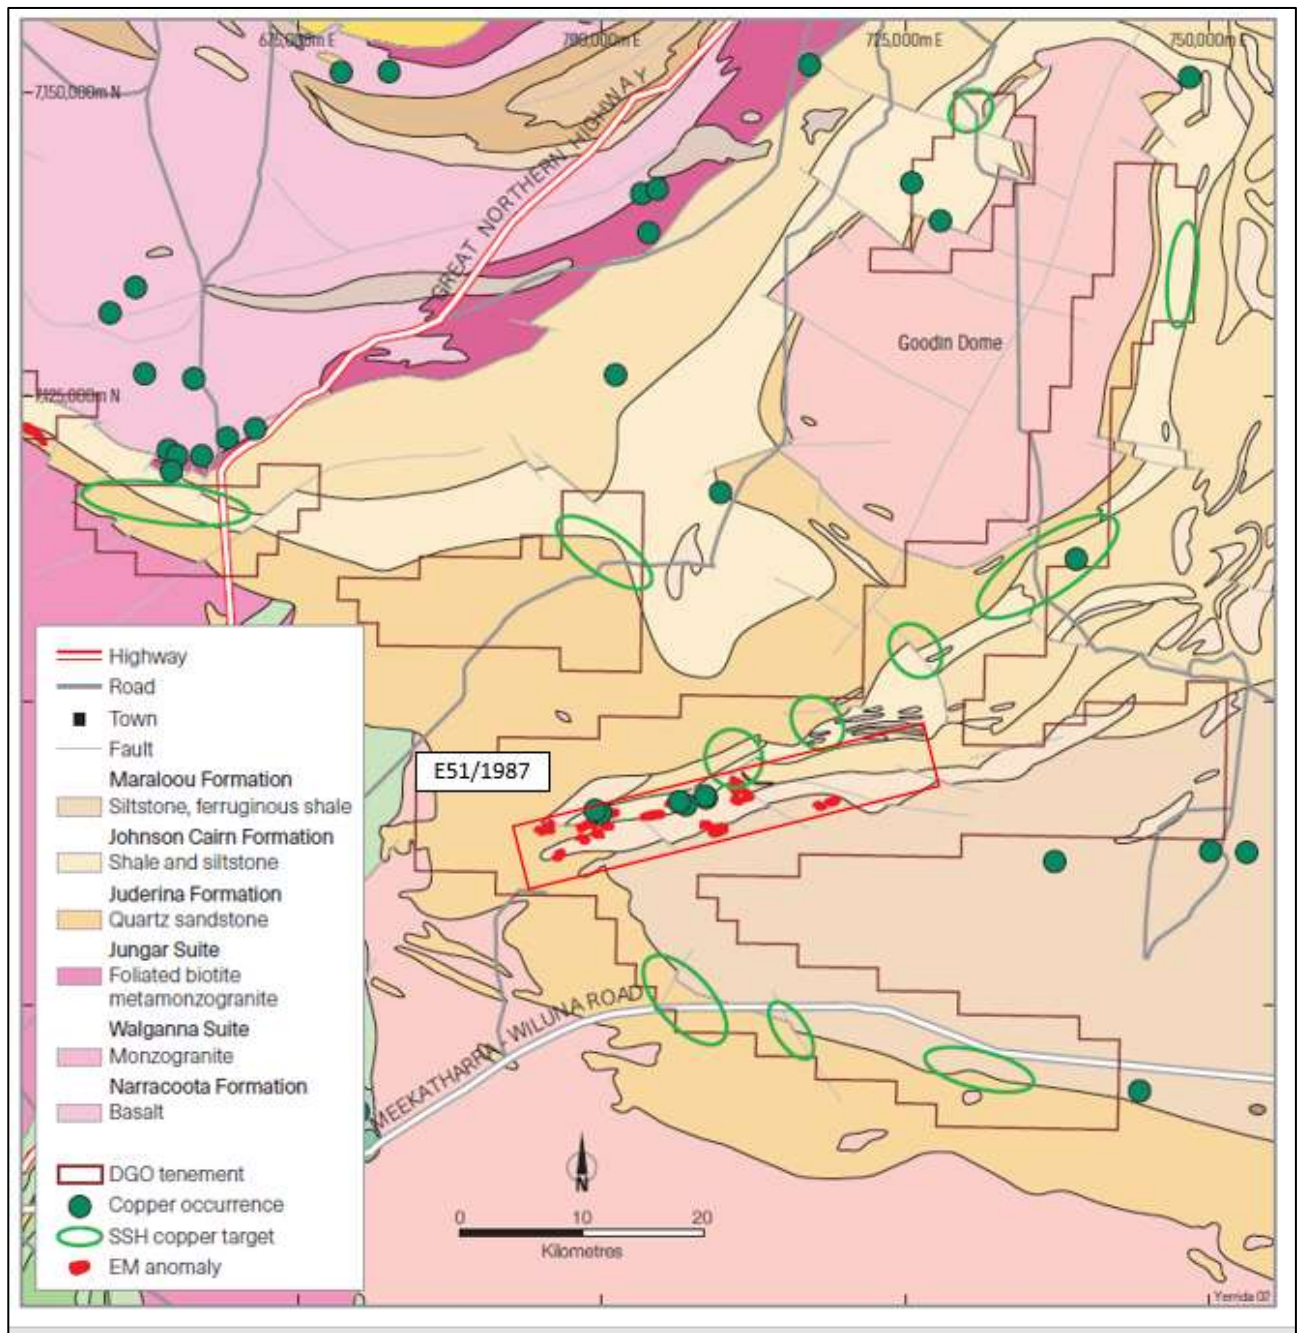 675,000m E
700,000m E
725,000m E
750,000m E
7,150,000m N
GREAT NORTHERN HIGHWAY
Goodin Dome
7,125,000m N
Highway
Road
Town
Fault
Maraloou Formation
Siltstone, ferruginous shale
Johnson Cairn Formation
Shale and siltstone
Juderina Formation
Quartz sandstone
Jungar Suite
Foliated biotite
metamonzogranite
Walganna Suite
Monzogranite
Narracoota Formation
Basalt
DGO tenement
Copper occurrence
SSH copper target
EM anomaly
E51/1987
MEEKATHARRA - WILUNA ROAD
N
0 10 20
Kilometres
Yerrida 02